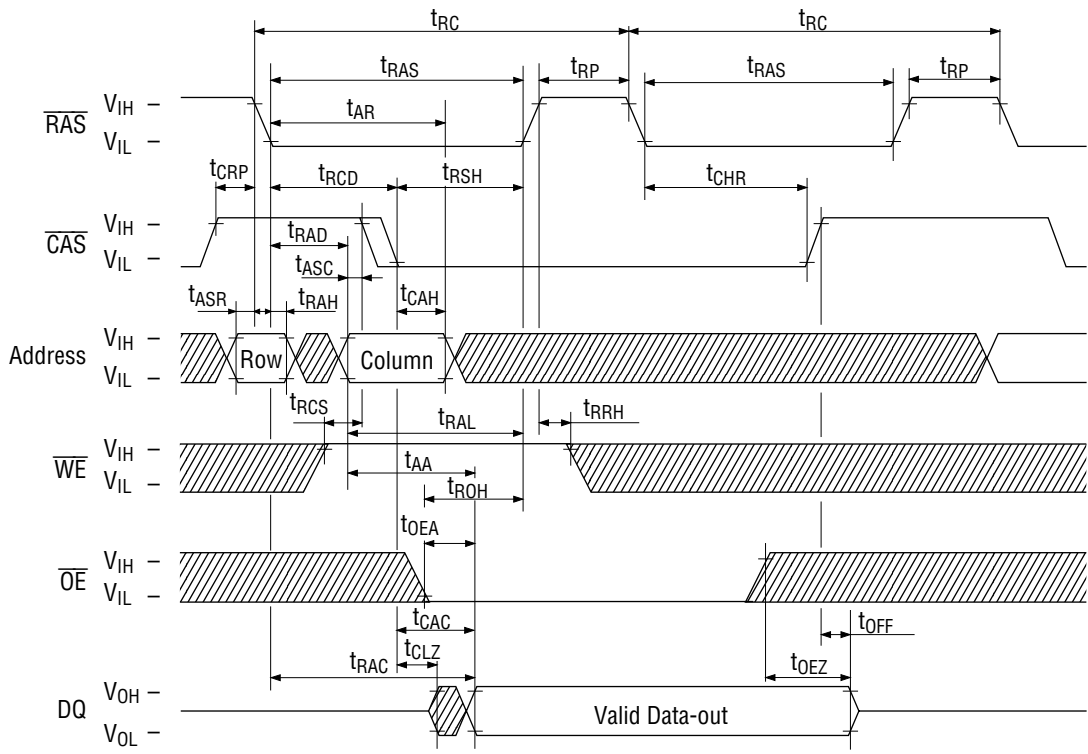 tRC tRC
tRAS tRP tRAS tRP
VIH
tAR
RAS
VIL
tCRP tRCD tRSH tCHR
VIH
CAS tRAD
VIL
tASC
tASR tRAH tCAH
VIH
Address Row Column
VIL
tRCS tRAL tRRH
VIH
WE tAA
VIL
tROH
tOEA
VIH
OE
VIL
tCAC tOFF
tRAC tCLZ tOEZ
VOH
DQ Valid Data-out
VOL